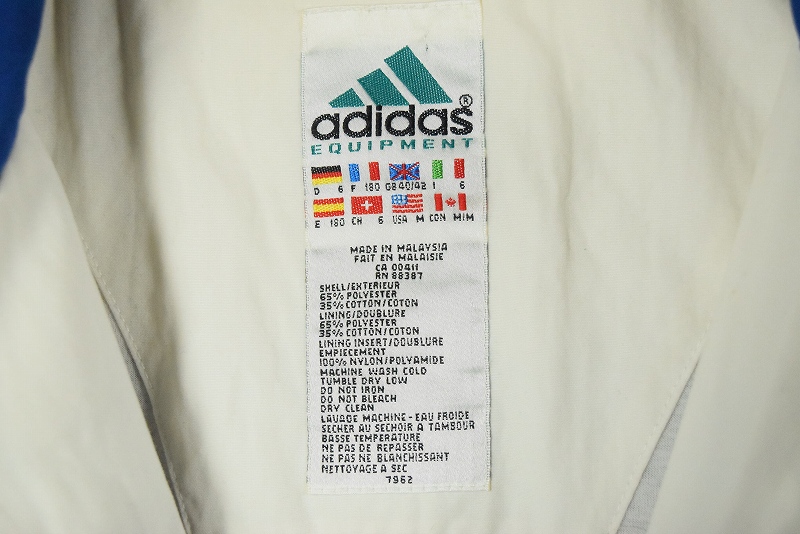 adidas®
EQUIPMENT
D 6 F 180 GB 40/42 I 6
E 180 CH 6 USA M CDN M/M
MADE IN MALAYSIA
FAIT EN MALAISIE
CA 00411
RN 88387
SHELL/EXTERIEUR
65% POLYESTER
35% COTTON/COTON
LINING/DOUBLURE
65% POLYESTER
35% COTTON/COTON
LINING INSERT/DOUBLURE
EMPIECEMENT
100% NYLON/POLYAMIDE
MACHINE WASH COLD
TUMBLE DRY LOW
DO NOT IRON
DO NOT BLEACH
DRY CLEAN
LAVAGE MACHINE-EAU FROIDE
SECHER AU SECHOIR A TAMBOUR
BASSE TEMPERATURE
NE PAS DE REPASSER
NE PAS NE BLANCHISSANT
NETTOYAGE A SEC
7962